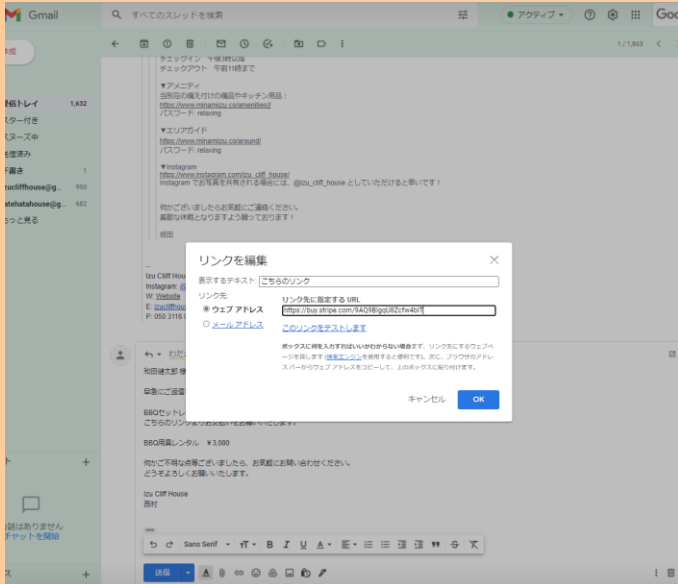 Gmail
すべてのスレッドを検索
アクティブ
Goo
作成
1 / 1,863
受信トレイ 1,632
スター付き
スヌーズ中
送信済み
下書き 1
izucliffhouse@g... 950
atehatahouse@g... 682
もっと見る
チェックイン 午後3時以降
チェックアウト 午前11時まで
▼アメニティ
当別荘の備え付けの備品やキッチン用品：
https://www.minamiizu.co/amenities//
パスワード: relaxing
▼エリアガイド
https://www.minamiizu.co/around/
パスワード: relaxing
▼Instagram
https://www.instagram.com/izu_cliff_house/
Instagram でお写真を共有される場合には、@izu_cliff_house としていただけると幸いです！
何かございましたらお気軽にご連絡ください。
素敵な休暇となりますよう願っております！
--
Izu Cliff Hou
Instagram: @
W: Website
E: izucliffhous
P: 050 3116 0
リンクを編集
表示するテキスト: こちらのリンク
リンク先:
ウェブ アドレス
メールアドレス
リンク先に指定する URL
このリンクをテストします
ボックスに何を入力すればいいかわからない場合まず、リンク先にするウェブペ
ージを探します (検索エンジンを使用すると便利です)。次に、ブラウザのアドレ
ス バーからウェブ アドレスをコピーして、上のボックスに貼り付けます。
キャンセル
OK
和田健太郎 様
早急にご返信
BBQセットレ
こちらのリンクよりお支払いをお願いいたします。
BBQ用具レンタル ￥3,000
何かご不明な点等ございましたら、お気軽にお問い合わせください。
どうぞよろしくお願いいたします。
Izu Cliff House
西村
Sans Serif
送信
会話はありません
チャットを開始